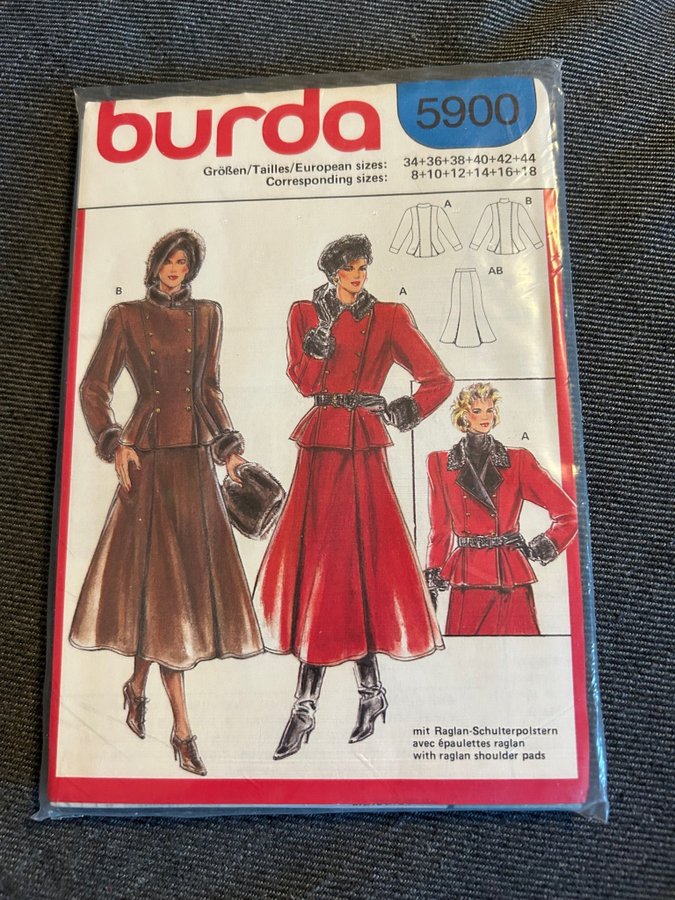 burda
5900
Größen/Tailles/European sizes: 34+36+38+40+42+44
Corresponding sizes: 8+10+12+14+16+18
A
B
AB
B
A
A
mit Raglan-Schulterpolstern
avec épaulettes raglan
with raglan shoulder pads